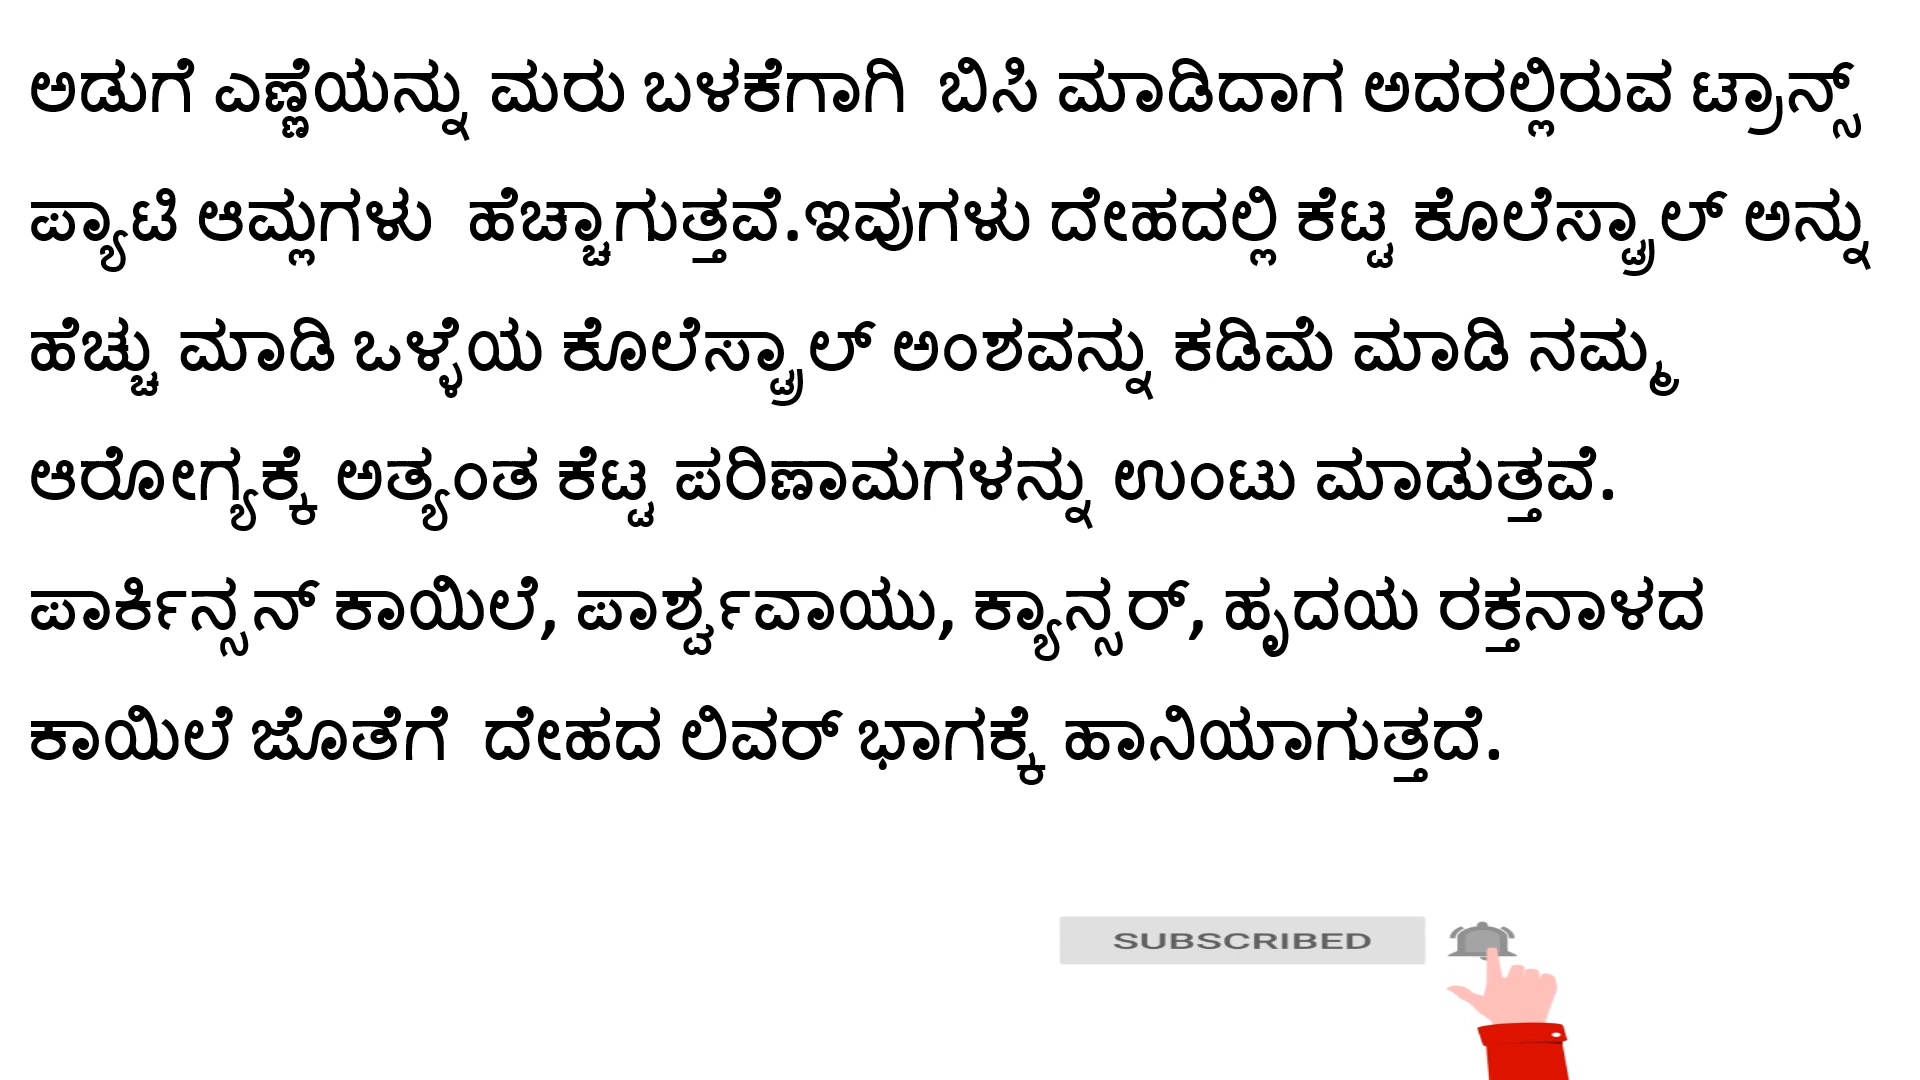 ಅಡುಗೆ ಎಣ್ಣೆಯನ್ನು ಮರು ಬಳಕೆಗಾಗಿ ಬಿಸಿ ಮಾಡಿದಾಗ ಅದರಲ್ಲಿರುವ ಟ್ರಾನ್ಸ್
ಪ್ಯಾಟಿ ಆಮ್ಲಗಳು ಹೆಚ್ಚಾಗುತ್ತವೆ.ಇವುಗಳು ದೇಹದಲ್ಲಿ ಕೆಟ್ಟ ಕೊಲೆಸ್ಟ್ರಾಲ್ ಅನ್ನು
ಹೆಚ್ಚು ಮಾಡಿ ಒಳ್ಳೆಯ ಕೊಲೆಸ್ಟ್ರಾಲ್ ಅಂಶವನ್ನು ಕಡಿಮೆ ಮಾಡಿ ನಮ್ಮ
ಆರೋಗ್ಯಕ್ಕೆ ಅತ್ಯಂತ ಕೆಟ್ಟ ಪರಿಣಾಮಗಳನ್ನು ಉಂಟು ಮಾಡುತ್ತವೆ.
ಪಾರ್ಕಿನ್ಸನ್ ಕಾಯಿಲೆ, ಪಾರ್ಶ್ವವಾಯು, ಕ್ಯಾನ್ಸರ್, ಹೃದಯ ರಕ್ತನಾಳದ
ಕಾಯಿಲೆ ಜೊತೆಗೆ ದೇಹದ ಲಿವರ್ ಭಾಗಕ್ಕೆ ಹಾನಿಯಾಗುತ್ತದೆ.
SUBSCRIBED